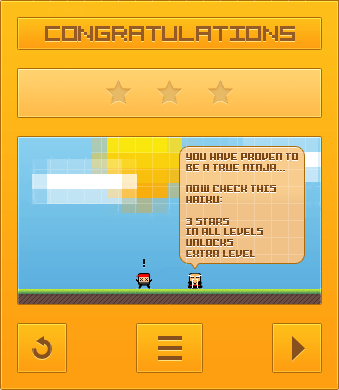 CONGRATULATIONS
YOU HAVE PROVEN TO
BE A TRUE NINJA...
NOW CHECK THIS
HAIKU:
3 STARS
IN ALL LEVELS
UNLOCKS
EXTRA LEVEL
!